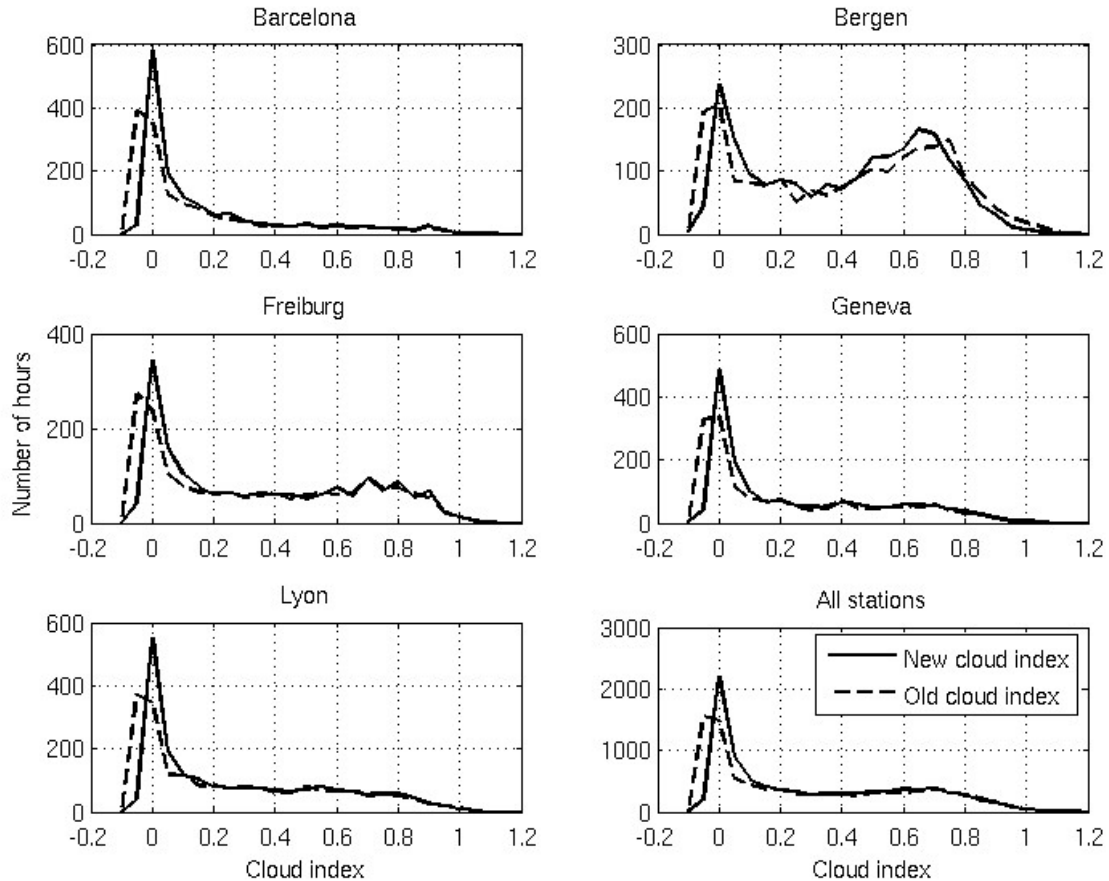 Barcelona
600
400
200
0
-0.2 0 0.2 0.4 0.6 0.8 1 1.2
Bergen
300
200
100
0
-0.2 0 0.2 0.4 0.6 0.8 1 1.2
Freiburg
Number of hours
400
200
0
-0.2 0 0.2 0.4 0.6 0.8 1 1.2
Geneva
600
400
200
0
-0.2 0 0.2 0.4 0.6 0.8 1 1.2
Lyon
600
400
200
0
-0.2 0 0.2 0.4 0.6 0.8 1 1.2
Cloud index
All stations
3000
2000
1000
0
New cloud index
Old cloud index
-0.2 0 0.2 0.4 0.6 0.8 1 1.2
Cloud index